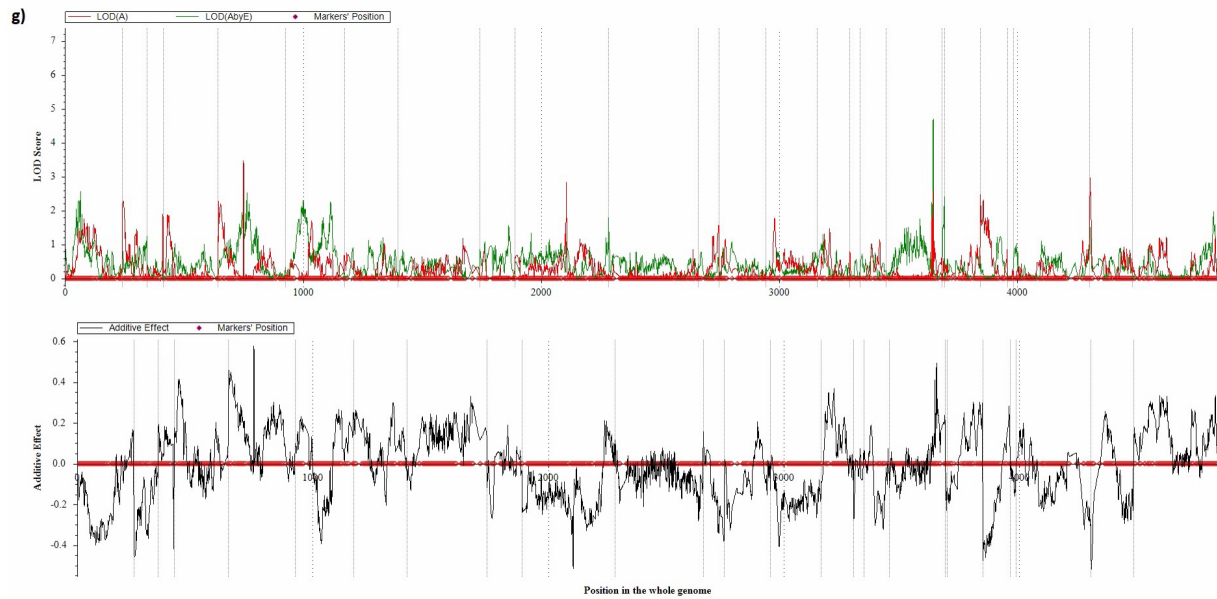 g)
LOD(A) LOD(AbyE) Markers' Position
7
6
5
4
3
2
1
0
LOD Score
0 1000 2000 3000 4000
Additive Effect Markers' Position
0.6
0.4
0.2
0.0
-0.2
-0.4
Additive Effect
1000 2000 3000 4000
Position in the whole genome